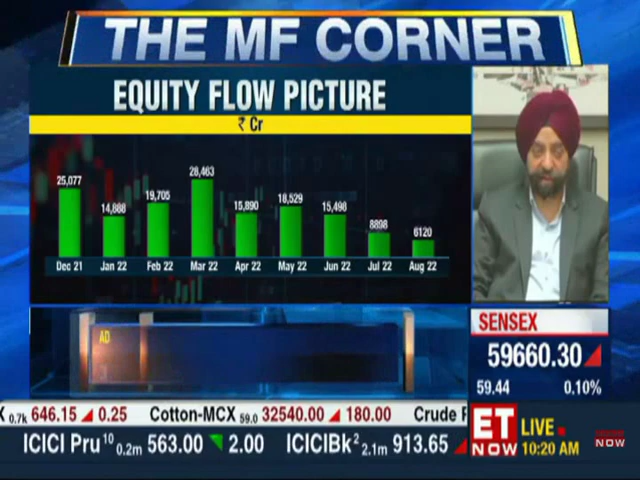 THE MF CORNER
EQUITY FLOW PICTURE
₹ Cr
25,077 14,888 19,705 28,463 15,890 18,529 15,498 8898 6120
Dec 21 Jan 22 Feb 22 Mar 22 Apr 22 May 22 Jun 22 Jul 22 Aug 22
AD
SENSEX
59660.30
59.44 0.10%
X 0.7k 646.15 0.25 Cotton-MCX 59.0 32540.00 180.00 Crude
ICICI Pru 10 0.2m 563.00 2.00 ICICIBk 2 2.1m 913.65
ET NOW
LIVE
10:20 AM
NOW